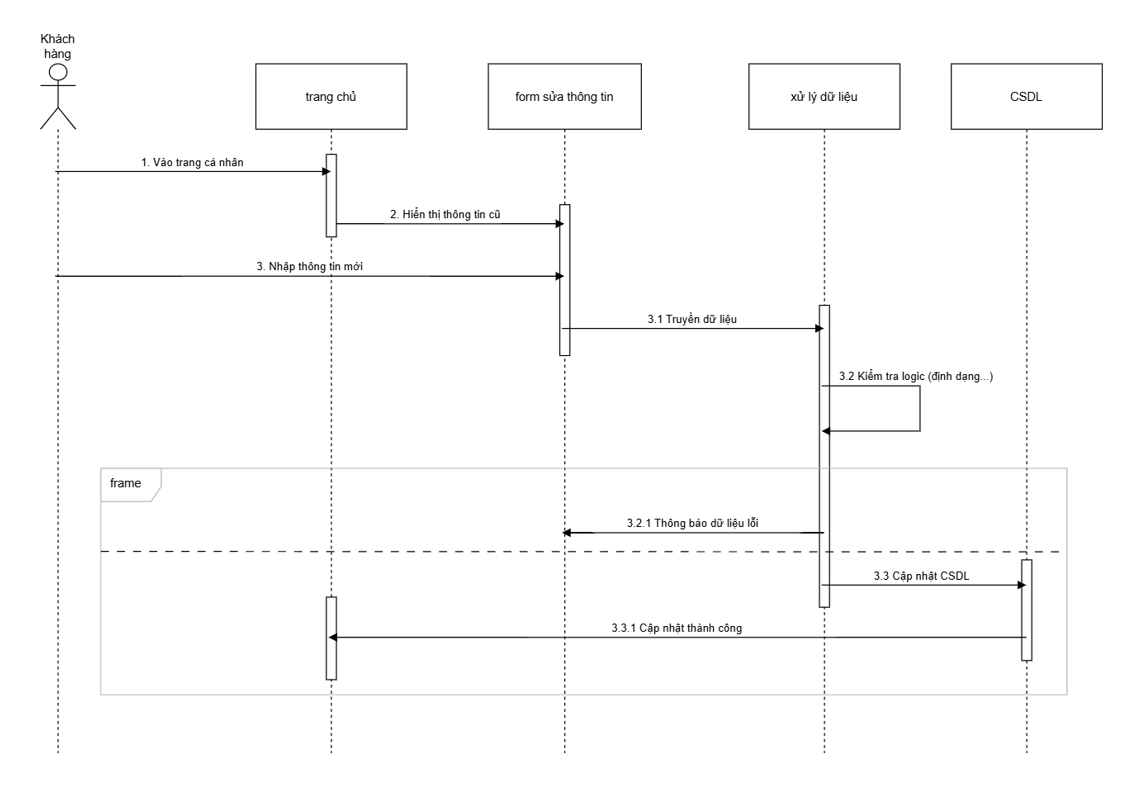 Khách
hàng
trang chủ
form sửa thông tin
xử lý dữ liệu
CSDL
1. Vào trang cá nhân
2. Hiển thị thông tin cũ
3. Nhập thông tin mới
3.1 Truyền dữ liệu
3.2 Kiểm tra logic (định dạng...)
frame
3.2.1 Thông báo dữ liệu lỗi
3.3 Cập nhật CSDL
3.3.1 Cập nhật thành công